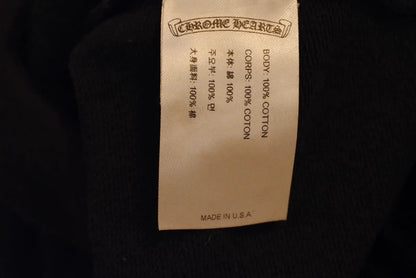 CHROME HEARTS
BODY: 100% COTTON
CORPS: 100% COTON
本体: 綿 100%
주요부: 100% 면
大身面料: 100% 棉
MADE IN U.S.A.